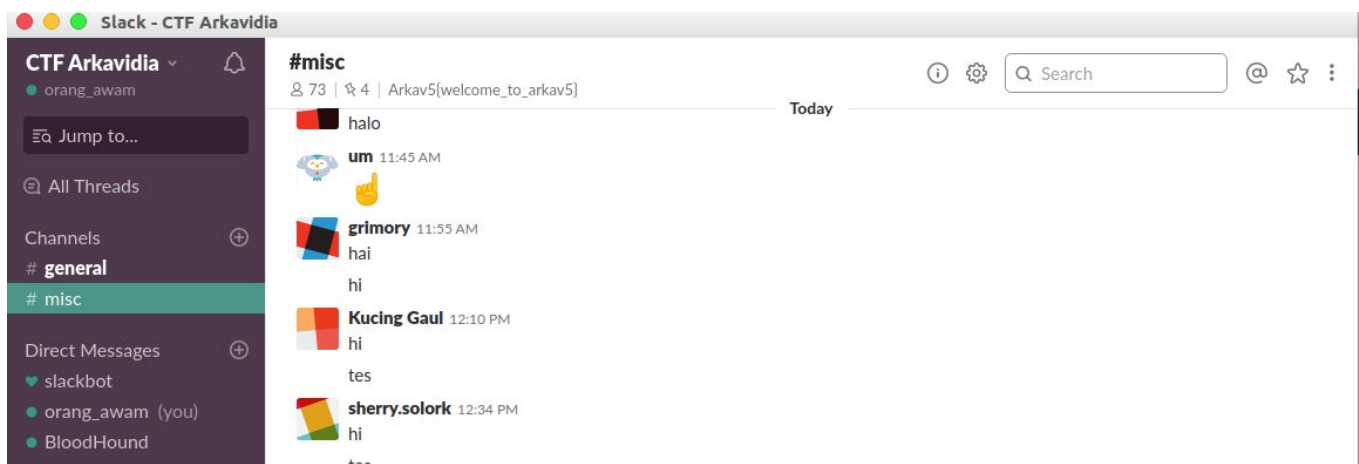 Slack - CTF Arkavidia
CTF Arkavidia
orang_awam
Jump to...
All Threads
Channels
# general
# misc
Direct Messages
slackbot
orang_awam (you)
BloodHound
#misc
73 | 4 | Arkav5{welcome_to_arkav5}
Search
Today
halo
um 11:45 AM
grimory 11:55 AM
hai
hi
Kucing Gaul 12:10 PM
hi
tes
sherry.solork 12:34 PM
hi